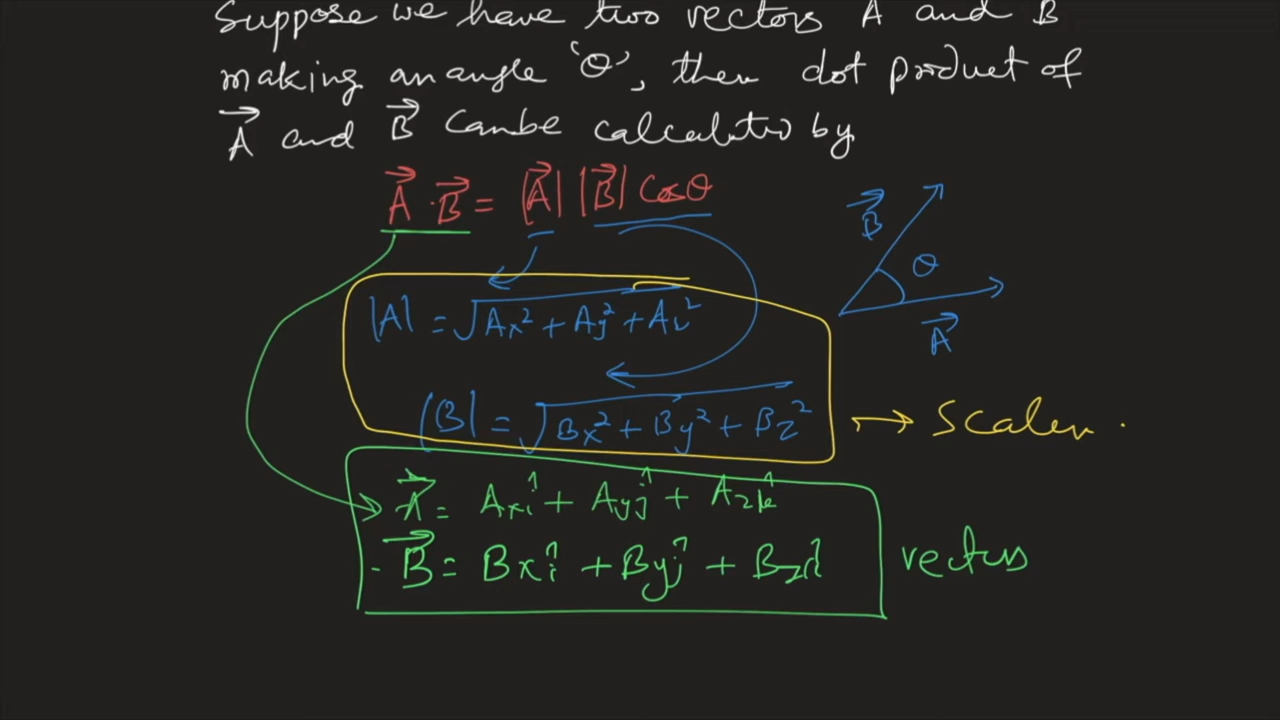 Suppose we have two vectors A and B
making an angle 'θ', then dot product of
A⃗ and B⃗ can be calculated by
A⃗ · B⃗ = |A⃗| |B⃗| Cosθ
B⃗
θ
A⃗
|A| = √(Ax² + Ay² + Az²)
|B| = √(Bx² + By² + Bz²) → Scaler.
A⃗ = Axî + Ayĵ + Azk̂
B⃗ = Bxî + Byĵ + Bzk̂ vectors